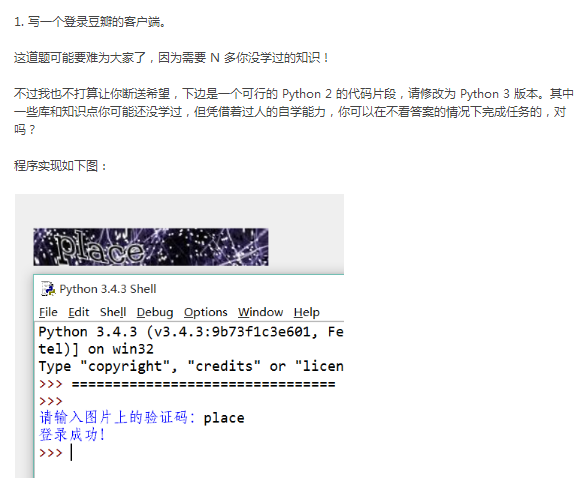 1. 写一个登录豆瓣的客户端。
这道题可能要难为大家了，因为需要 N 多你没学过的知识！
不过我也不打算让你断送希望，下边是一个可行的 Python 2 的代码片段，请修改为 Python 3 版本。其中
一些库和知识点你可能还没学过，但凭借着过人的自学能力，你可以在不看答案的情况下完成任务的，对
吗？
程序实现如下图：
place
Python 3.4.3 Shell
File Edit Shell Debug Options Window Help
Python 3.4.3 (v3.4.3:9b73f1c3e601, Fe
tel)] on win32
Type "copyright", "credits" or "licen
>>> ================================
>>>
请输入图片上的验证码：place
登录成功！
>>>